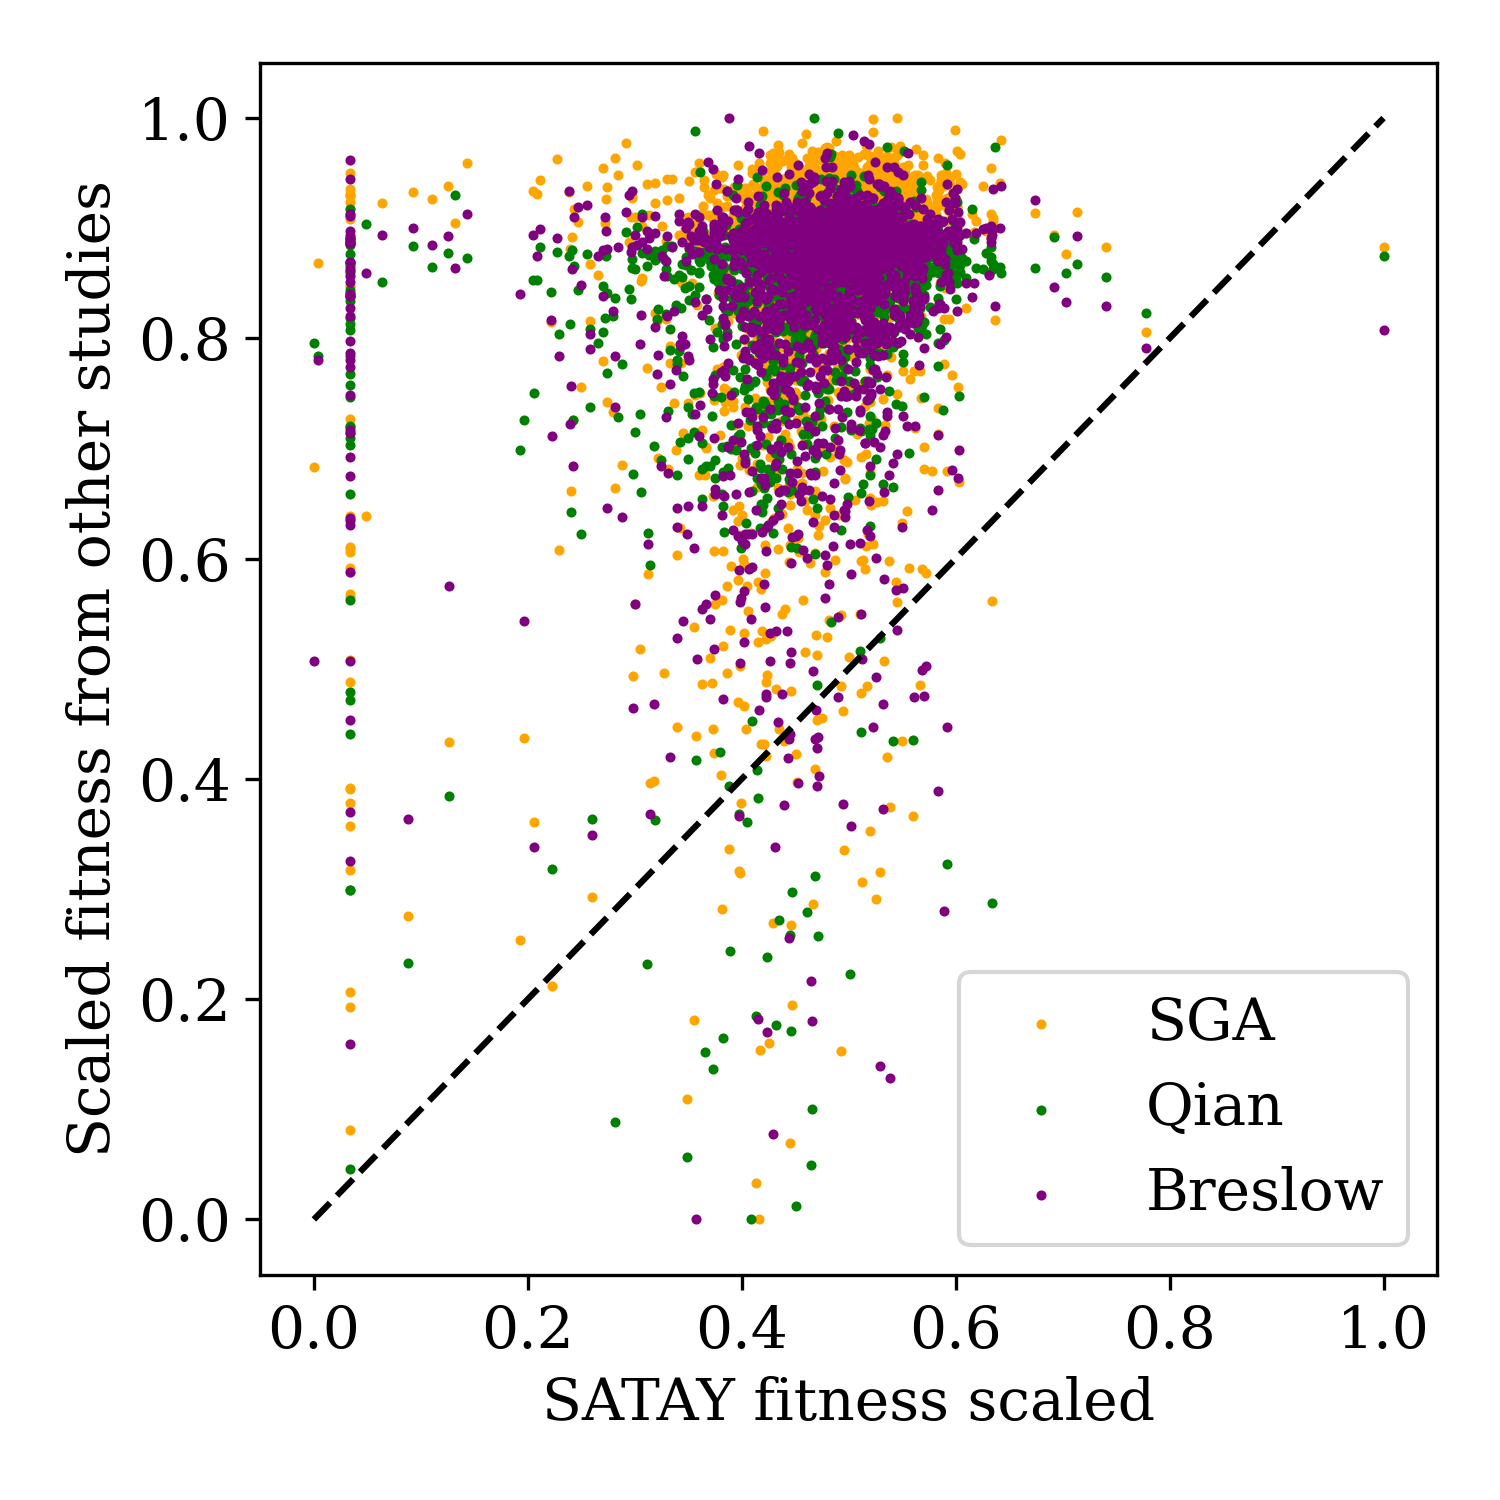 Scaled fitness from other studies
1.0
0.8
0.6
0.4
0.2
0.0
SGA
Qian
Breslow
0.0 0.2 0.4 0.6 0.8 1.0
SATAY fitness scaled